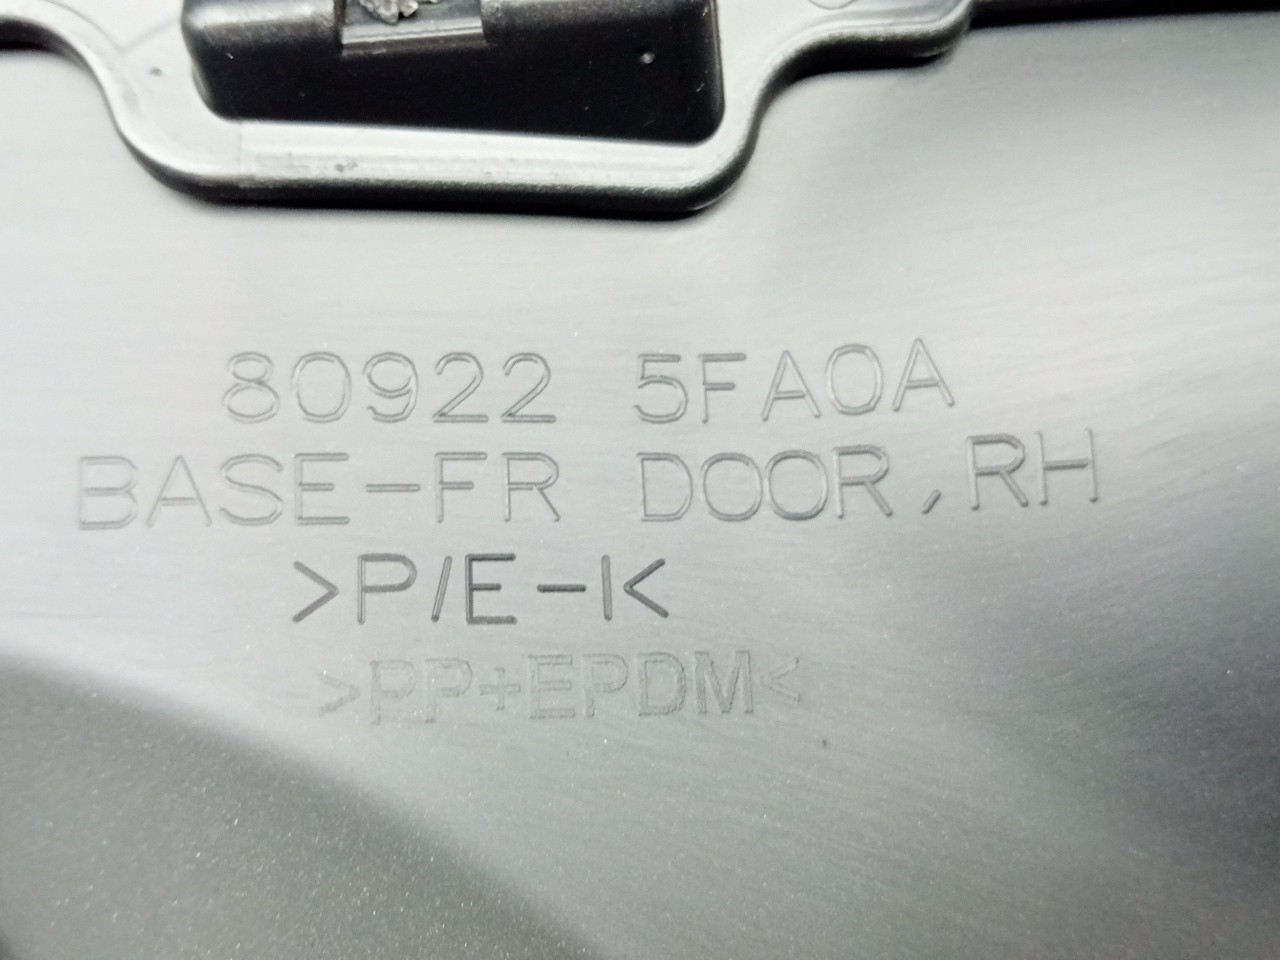 80922 5FA0A
BASE-FR DOOR,RH
>P/E-I<
>PP+EPDM<